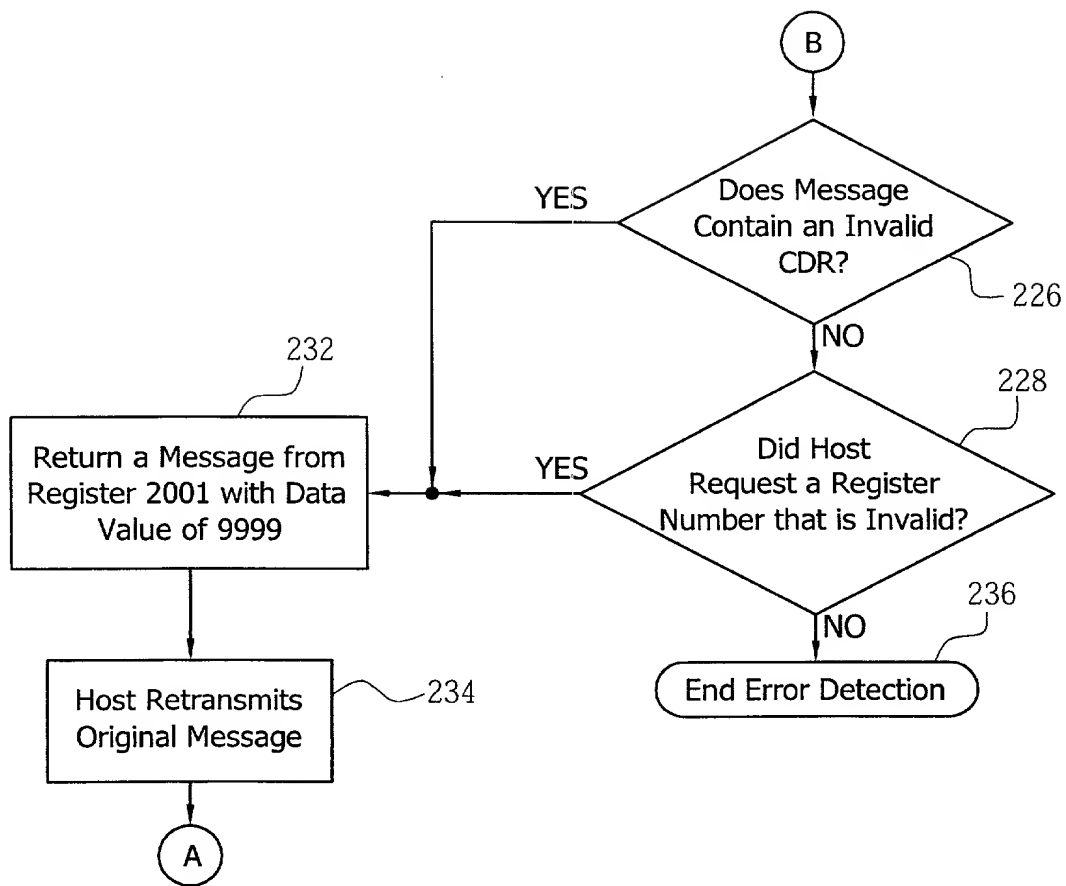 B
YES
Does Message
Contain an Invalid
CDR?
226
NO
232
228
Return a Message from
Register 2001 with Data
Value of 9999
YES
Did Host
Request a Register
Number that is Invalid?
236
NO
End Error Detection
234
Host Retransmits
Original Message
A